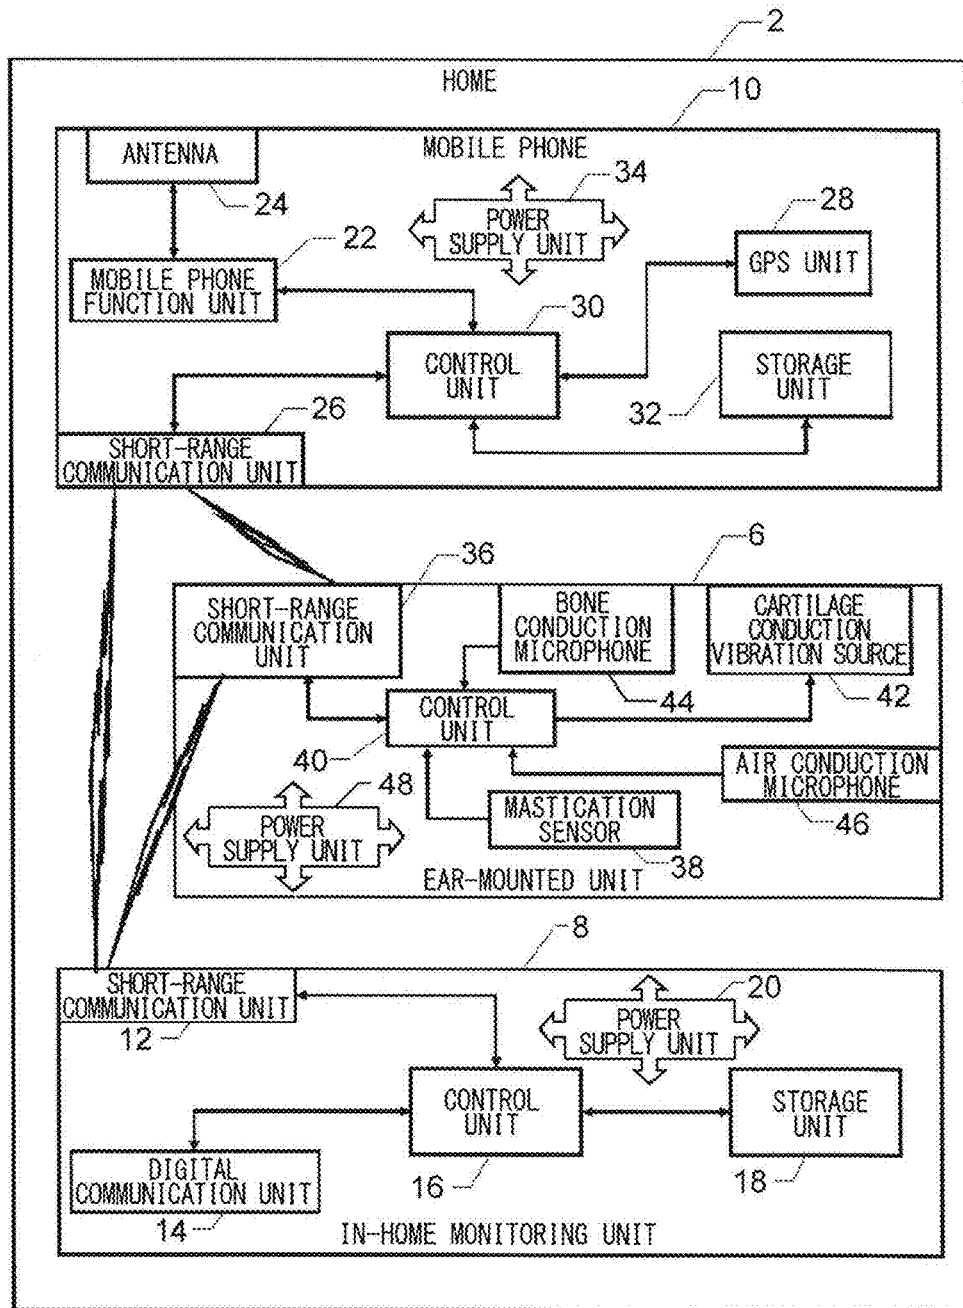 2
HOME
10
ANTENNA
MOBILE PHONE
24
34
22
POWER
SUPPLY UNIT
28
GPS UNIT
MOBILE PHONE
FUNCTION UNIT
30
CONTROL
UNIT
STORAGE
UNIT
32
26
SHORT-RANGE
COMMUNICATION UNIT
6
36
SHORT-RANGE
COMMUNICATION
UNIT
BONE
CONDUCTION
MICROPHONE
CARTILAGE
CONDUCTION
VIBRATION SOURCE
44
42
CONTROL
UNIT
40
AIR CONDUCTION
MICROPHONE
48
46
POWER
SUPPLY UNIT
MASTICATION
SENSOR
38
EAR-MOUNTED UNIT
8
SHORT-RANGE
COMMUNICATION UNIT
12
20
POWER
SUPPLY UNIT
CONTROL
UNIT
STORAGE
UNIT
16
18
DIGITAL
COMMUNICATION UNIT
14
IN-HOME MONITORING UNIT